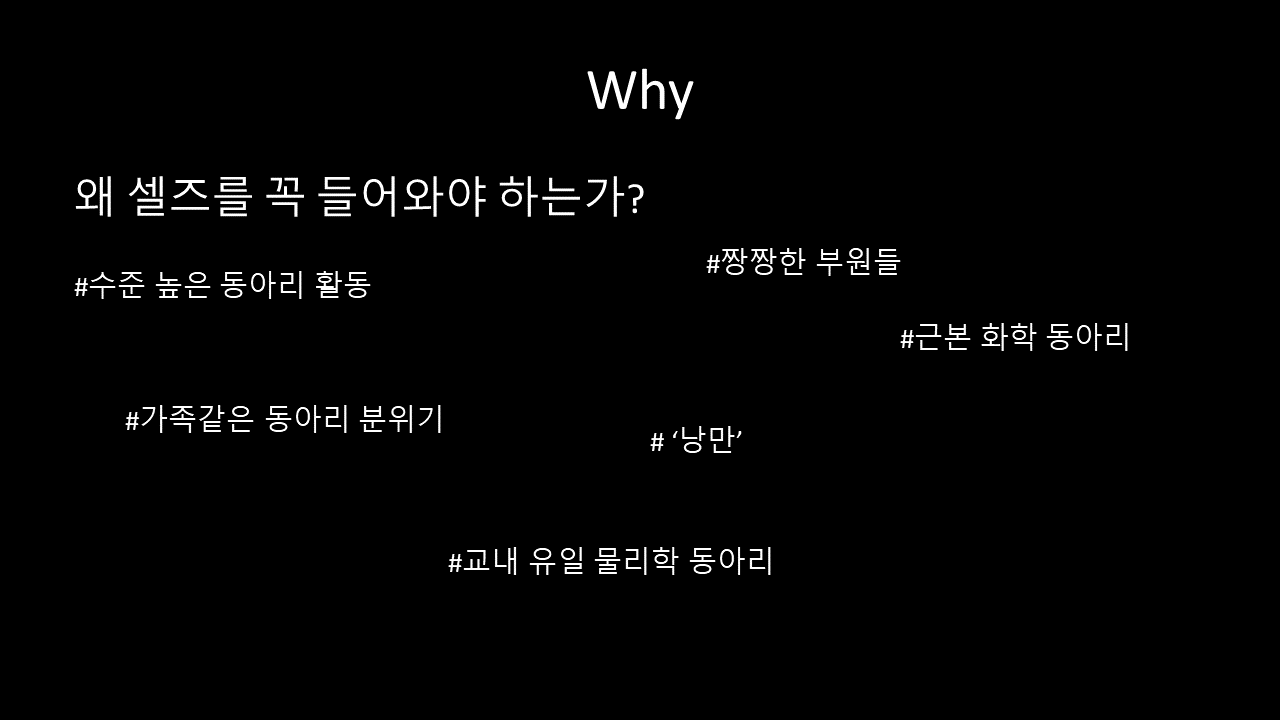 Why
왜 셀즈를 꼭 들어와야 하는가?
#짱짱한 부원들
#수준 높은 동아리 활동
#근본 화학 동아리
#가족같은 동아리 분위기
# ‘낭만’
#교내 유일 물리학 동아리